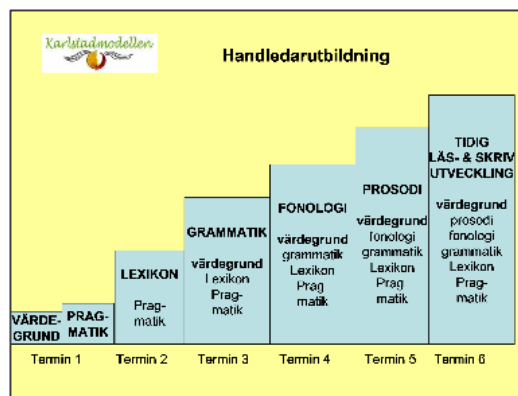 Karlstadmodellen
Handledarutbildning
VÄRDE-
GRUND
PRAG-
MATIK
LEXIKON
Prag-
matik
GRAMMATIK
värdegrund
Lexikon
Prag-
matik
FONOLOGI
värdegrund
grammatik
Lexikon
Prag
matik
PROSODI
värdegrund
fonologi
grammatik
Lexikon
Prag
matik
TIDIG
LÄS- & SKRIV
UTVECKLING
värdegrund
prosodi
fonologi
grammatik
Lexikon
Prag-
matik
Termin 1
Termin 2
Termin 3
Termin 4
Termin 5
Termin 6